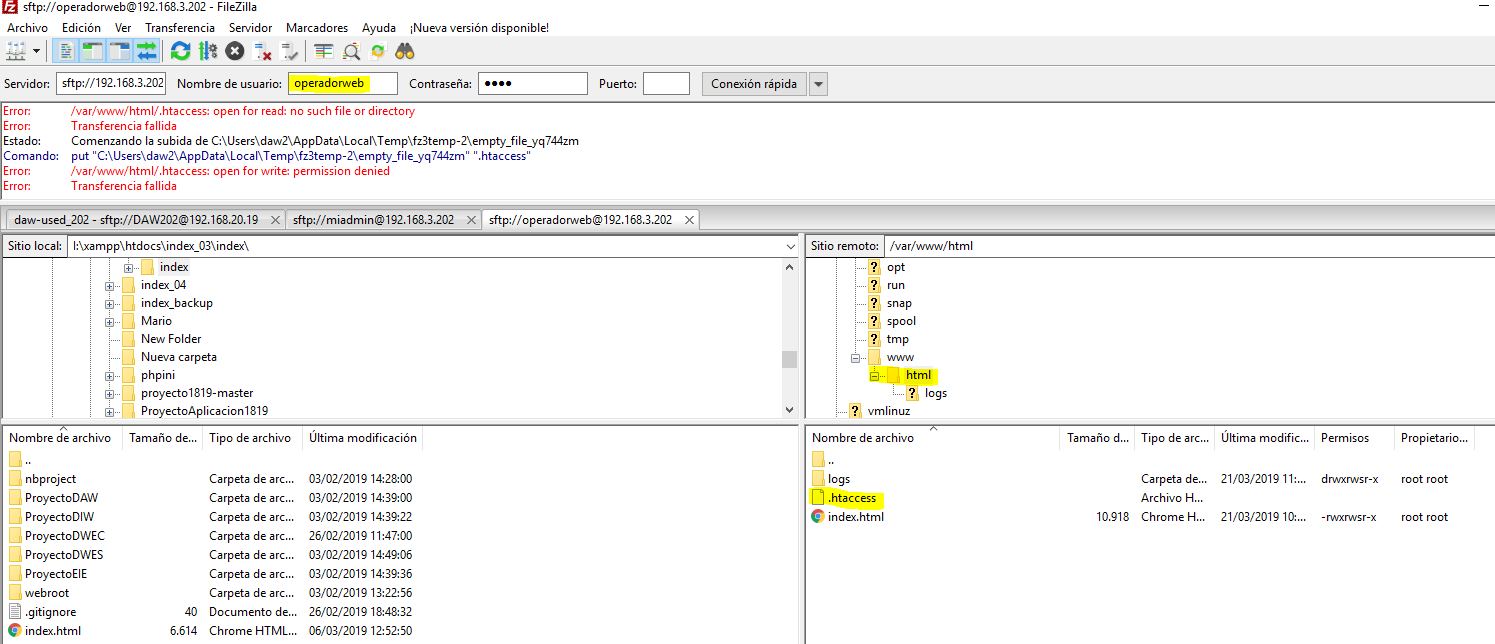 sftp://operadorweb@192.168.3.202 - FileZilla
Archivo Edición Ver Transferencia Servidor Marcadores Ayuda ¡Nueva versión disponible!
Servidor: sftp://192.168.3.202 Nombre de usuario: operadorweb Contraseña: ●●●● Puerto: Conexión rápida
Error: /var/www/html/.htaccess: open for read: no such file or directory
Error: Transferencia fallida
Estado: Comenzando la subida de C:\Users\daw2\AppData\Local\Temp\fz3temp-2\empty_file_yq744zm
Comando: put "C:\Users\daw2\AppData\Local\Temp\fz3temp-2\empty_file_yq744zm" ".htaccess"
Error: /var/www/html/.htaccess: open for write: permission denied
Error: Transferencia fallida
daw-used_202 - sftp://DAW202@192.168.20.19 sftp://miadmin@192.168.3.202 sftp://operadorweb@192.168.3.202
Sitio local: I:\xampp\htdocs\index_03\index\
index
index_04
index_backup
Mario
New Folder
Nueva carpeta
phpini
proyecto1819-master
ProyectoAplicacion1819
Sitio remoto: /var/www/html
? opt
? run
? snap
? spool
? tmp
www
html
? logs
? vmlinuz
Nombre de archivo Tamaño de... Tipo de archivo Última modificación
..
nbproject Carpeta de arc... 03/02/2019 14:28:00
ProyectoDAW Carpeta de arc... 03/02/2019 14:39:00
ProyectoDIW Carpeta de arc... 03/02/2019 14:39:22
ProyectoDWEC Carpeta de arc... 26/02/2019 11:47:00
ProyectoDWES Carpeta de arc... 03/02/2019 14:49:06
ProyectoEIE Carpeta de arc... 03/02/2019 14:39:36
webroot Carpeta de arc... 03/02/2019 13:22:56
.gitignore 40 Documento de... 26/02/2019 18:48:32
index.html 6.614 Chrome HTML... 06/03/2019 12:52:50
Nombre de archivo Tamaño d... Tipo de arc... Última modific... Permisos Propietario...
..
logs Carpeta de... 21/03/2019 11:... drwxrwsr-x root root
.htaccess Archivo H...
index.html 10.918 Chrome H... 21/03/2019 10:... -rwxrwsr-x root root